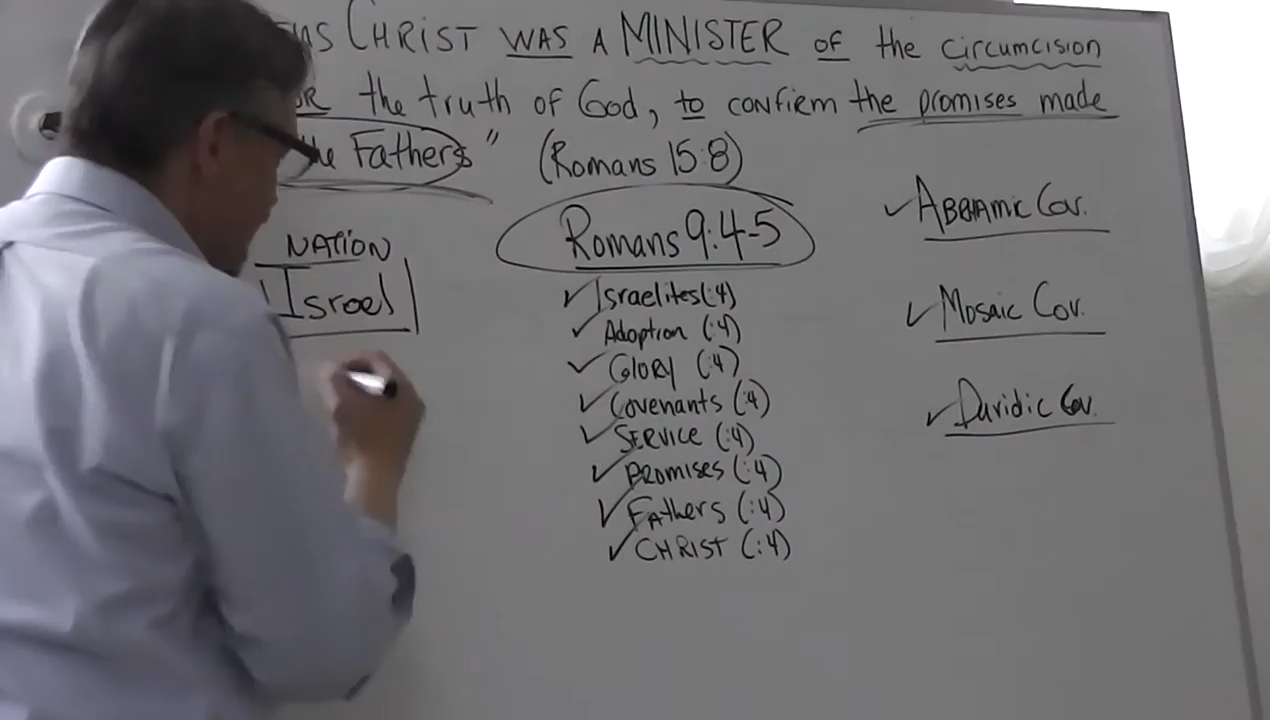 CHRIST WAS A MINISTER of the circumcision
the truth of God, to confirm the promises made
the Fathers" (Romans 15:8)
NATION
Israel
Romans 9:4-5
✓ Israelites (:4)
✓ Adoption (:4)
✓ Glory (:4)
✓ Covenants (:4)
✓ SERVICE (:4)
✓ Promises (:4)
✓ Fathers (:4)
✓ CHRIST (:4)
✓ Cov.
✓ Mosaic Cov.
✓ Davidic Cov.